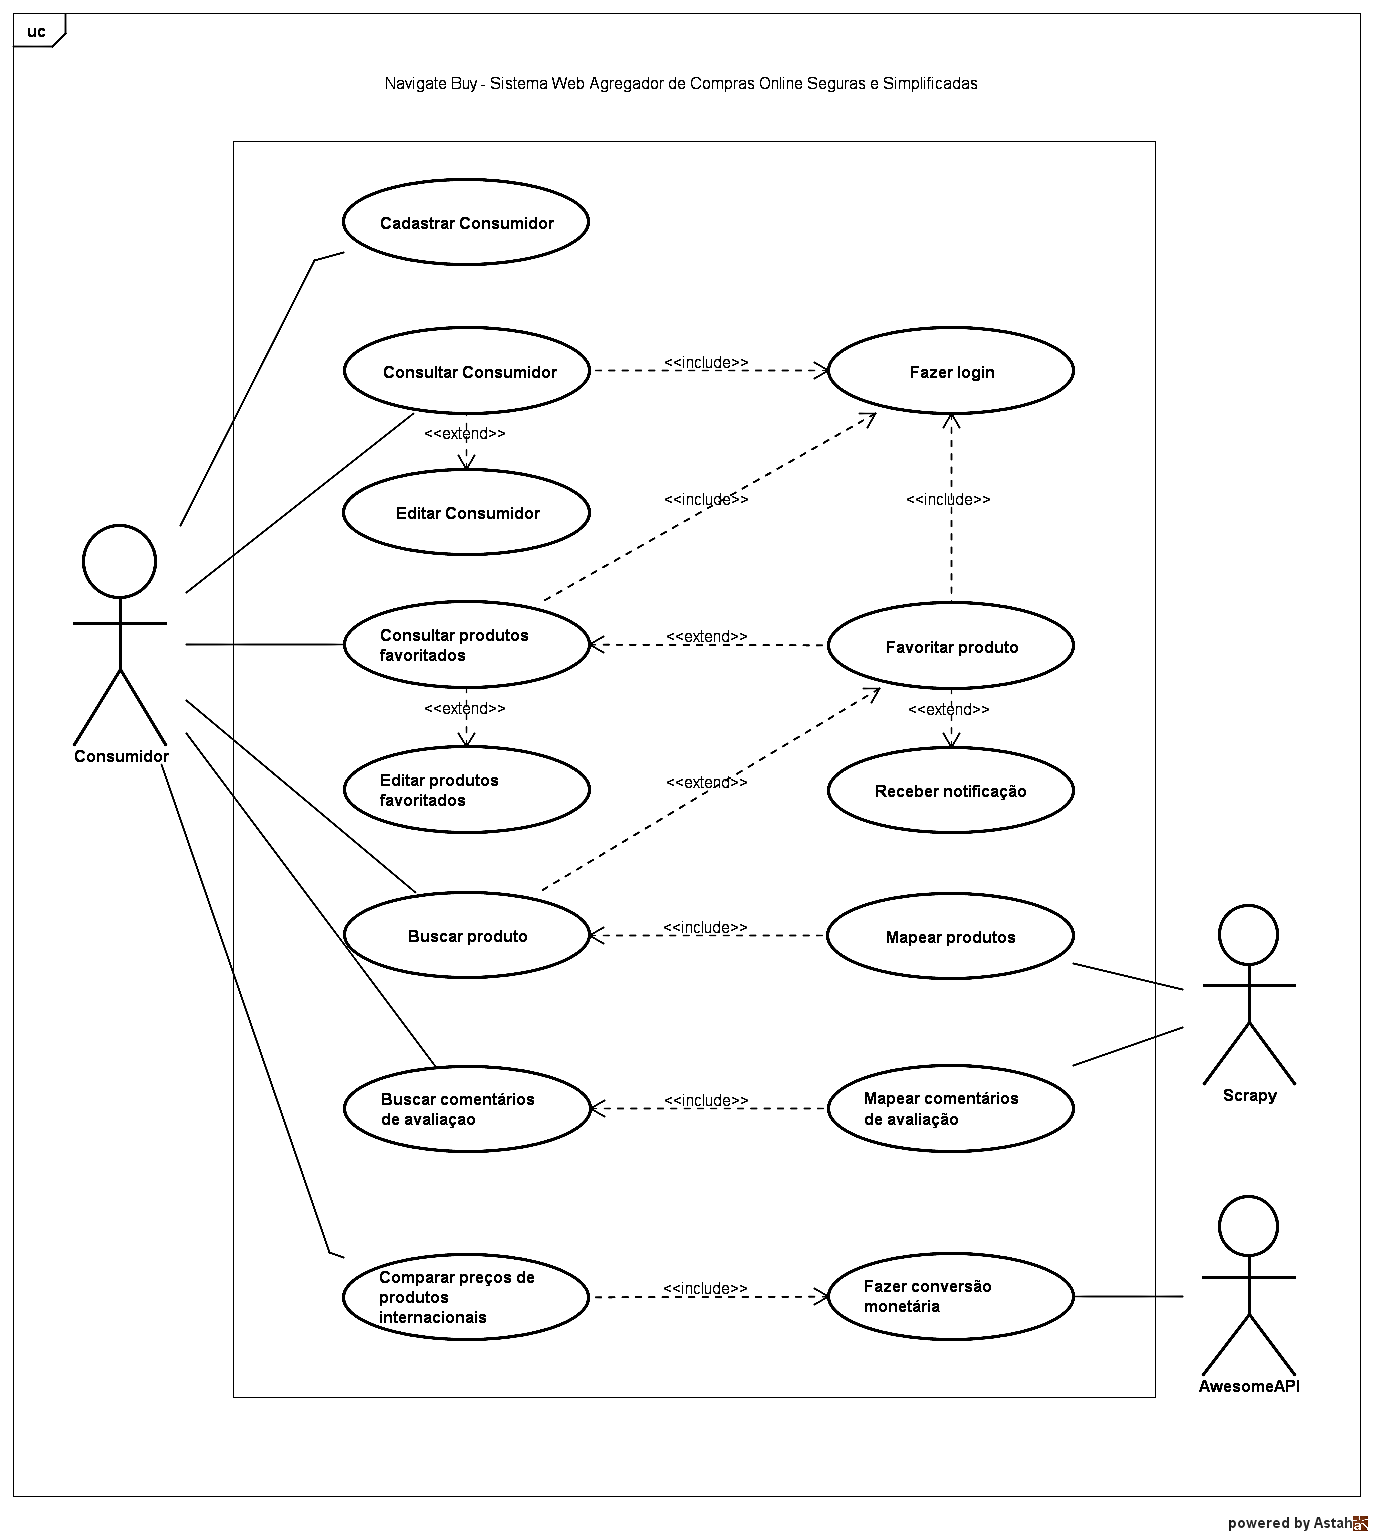 uc
Navigate Buy - Sistema Web Agregador de Compras Online Seguras e Simplificadas
Cadastrar Consumidor
Consultar Consumidor
<<include>>
Fazer login
<<extend>>
Editar Consumidor
<<include>>
<<include>>
Consultar produtos
favoritados
<<extend>>
Favoritar produto
<<extend>>
<<extend>>
Consumidor
Editar produtos
favoritados
<<extend>>
Receber notificação
Buscar produto
<<include>>
Mapear produtos
Buscar comentários
de avaliaçao
<<include>>
Mapear comentários
de avaliação
Scrapy
Comparar preços de
produtos
internacionais
<<include>>
Fazer conversão
monetária
AwesomeAPI
powered by Astah